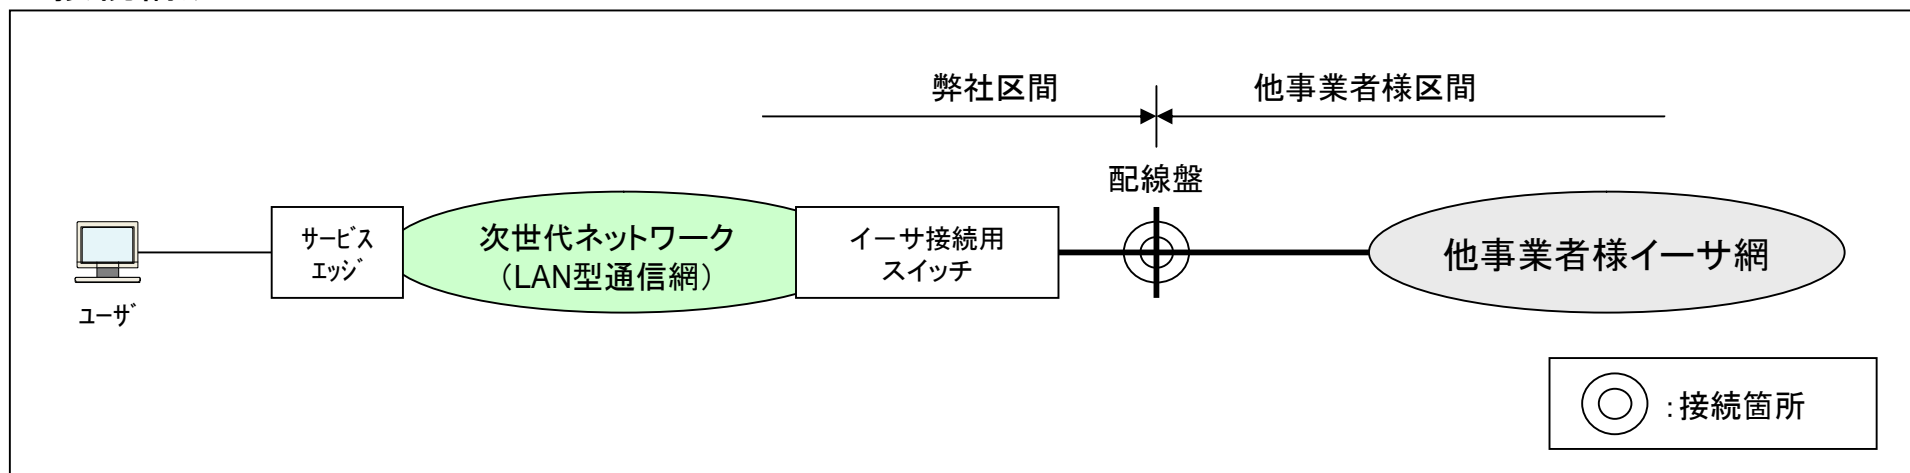 弊社区間
他事業者様区間
配線盤
ｻｰﾋﾞｽ
ｴｯｼﾞ
次世代ネットワーク
（LAN型通信網）
イーサ接続用
スイッチ
他事業者様イーサ網
ﾕｰｻﾞ
：接続箇所